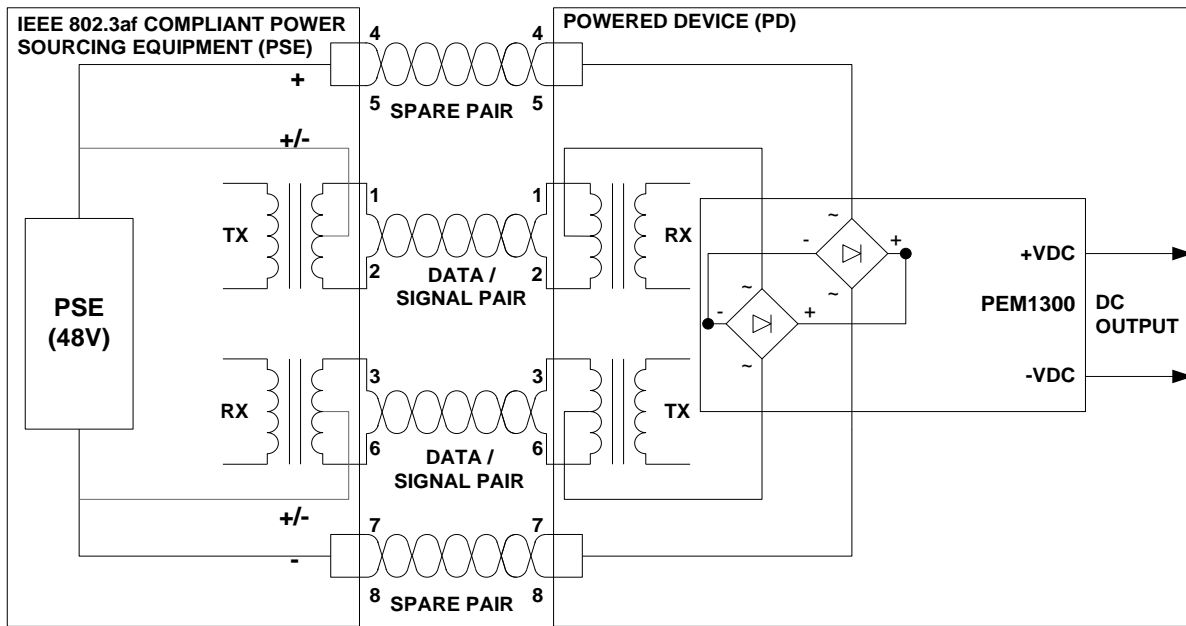 IEEE 802.3af COMPLIANT POWER
SOURCING EQUIPMENT (PSE)
POWERED DEVICE (PD)
4
4
+
5
SPARE PAIR
5
+/-
1
1
TX
RX
2
2
DATA /
SIGNAL PAIR
~
-
+
~
~
-
+
~
+VDC
PEM1300
DC
OUTPUT
-VDC
PSE
(48V)
3
3
RX
TX
6
6
DATA /
SIGNAL PAIR
+/-
7
7
-
8
SPARE PAIR
8